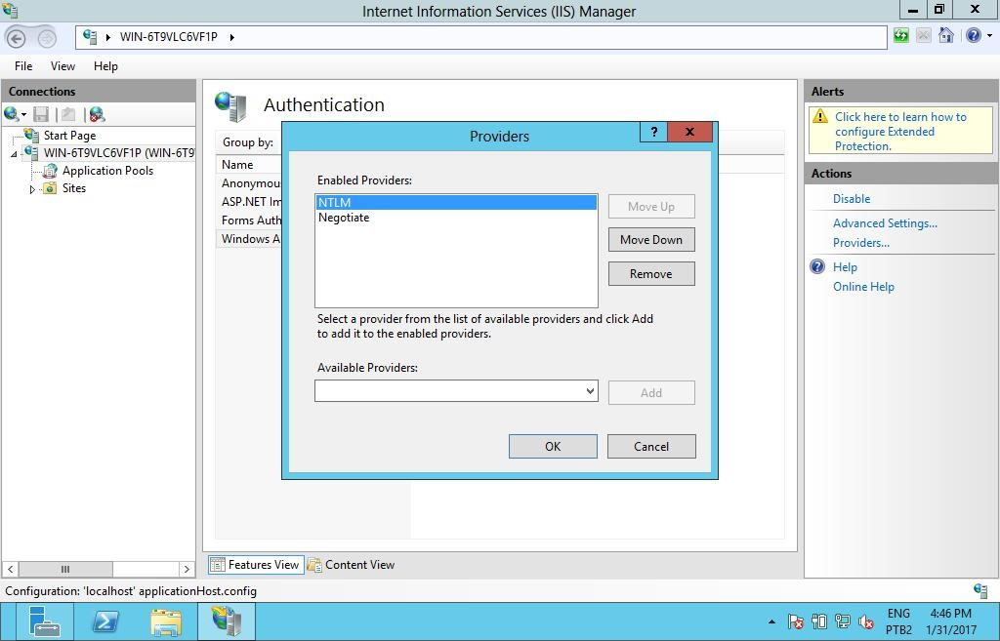 Internet Information Services (IIS) Manager
WIN-6T9VLC6VF1P
File View Help
Connections
Start Page
WIN-6T9VLC6VF1P (WIN-6T9
Application Pools
Sites
Authentication
Group by:
Name
Anonymou
ASP.NET Im
Forms Auth
Windows A
Providers
?
X
Enabled Providers:
NTLM
Negotiate
Move Up
Move Down
Remove
Select a provider from the list of available providers and click Add
to add it to the enabled providers.
Available Providers:
Add
OK
Cancel
Alerts
Click here to learn how to
configure Extended
Protection.
Actions
Disable
Advanced Settings...
Providers...
Help
Online Help
Features View
Content View
Configuration: 'localhost' applicationHost.config
ENG
PTB2
4:46 PM
1/31/2017